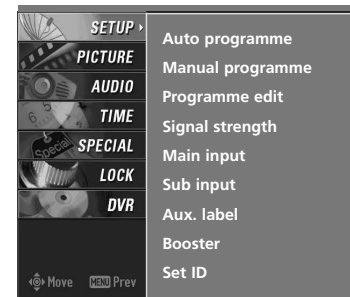 SETUP
PICTURE
AUDIO
TIME
SPECIAL
LOCK
DVR
Move MENU Prev
Auto programme
Manual programme
Programme edit
Signal strength
Main input
Sub input
Aux. label
Booster
Set ID